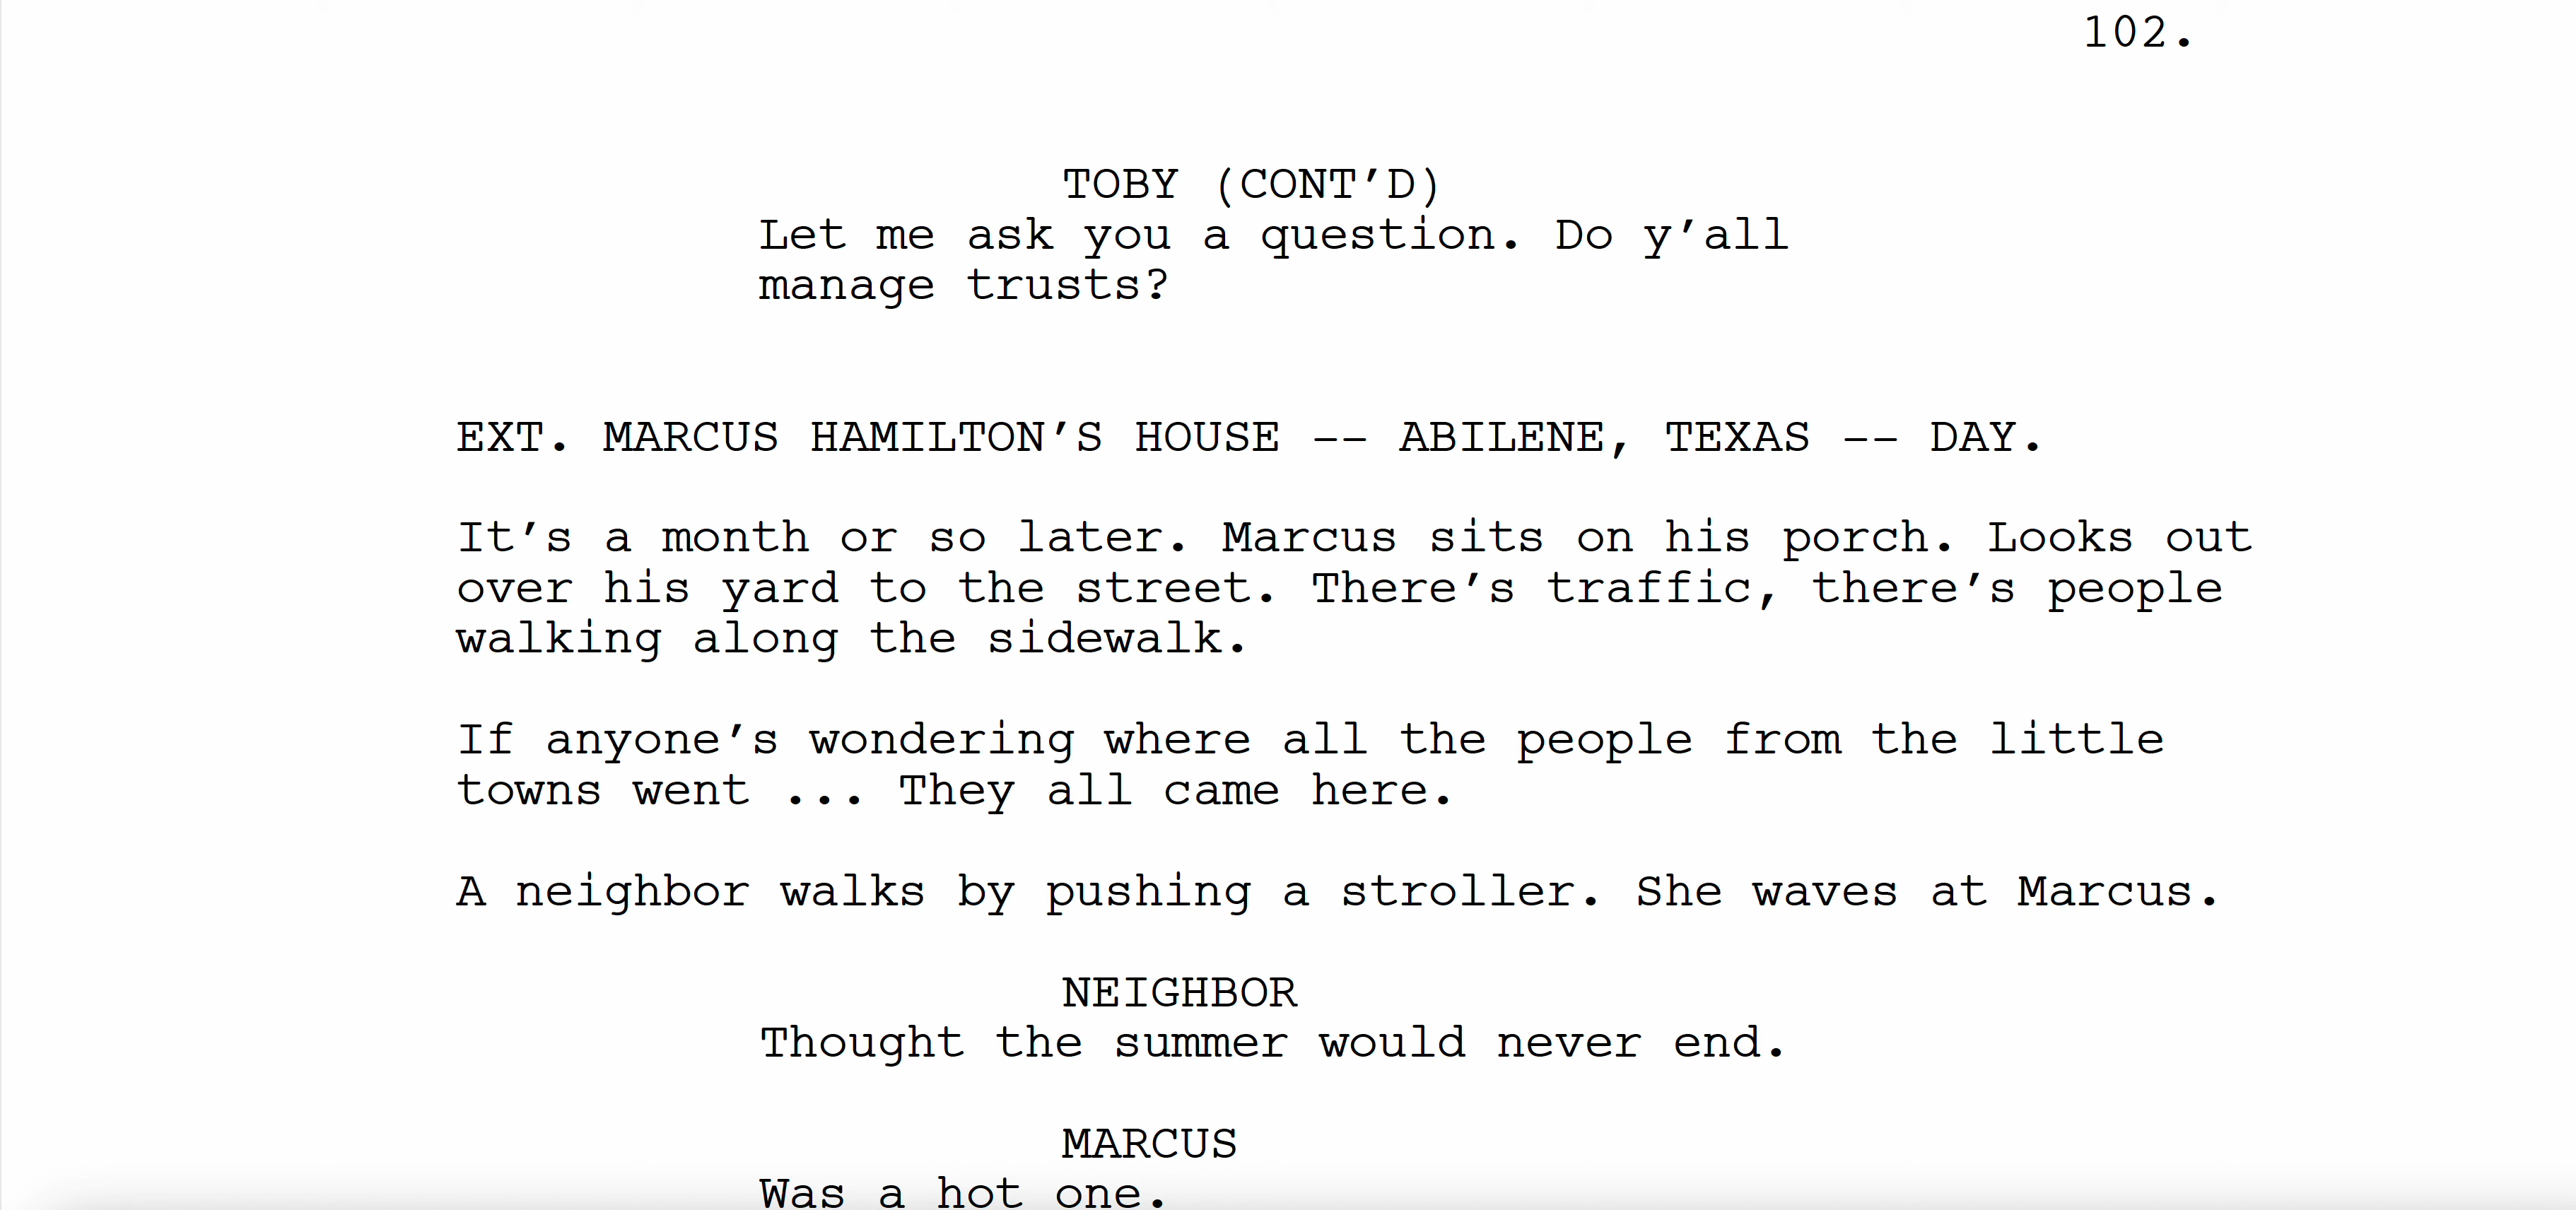 102.
TOBY (CONT’D)
Let me ask you a question. Do y’all
manage trusts?
EXT. MARCUS HAMILTON’S HOUSE -- ABILENE, TEXAS -- DAY.
It’s a month or so later. Marcus sits on his porch. Looks out
over his yard to the street. There’s traffic, there’s people
walking along the sidewalk.
If anyone’s wondering where all the people from the little
towns went ... They all came here.
A neighbor walks by pushing a stroller. She waves at Marcus.
NEIGHBOR
Thought the summer would never end.
MARCUS
Was a hot one.